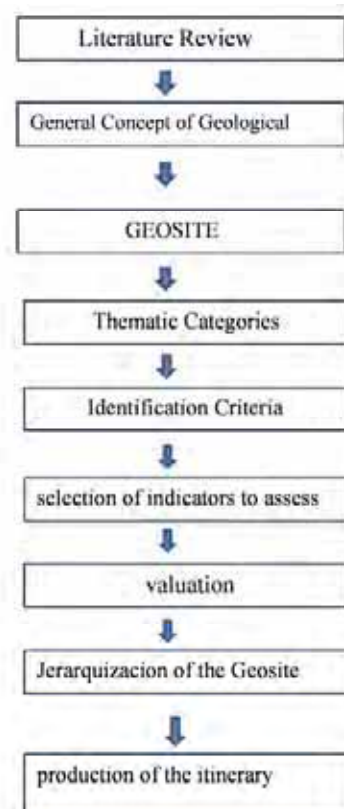 Literature Review
General Concept of Geological
GEOSITE
Thematic Categories
Identification Criteria
selection of indicators to assess
valuation
Jerarquizacion of the Geosite
production of the itinerary